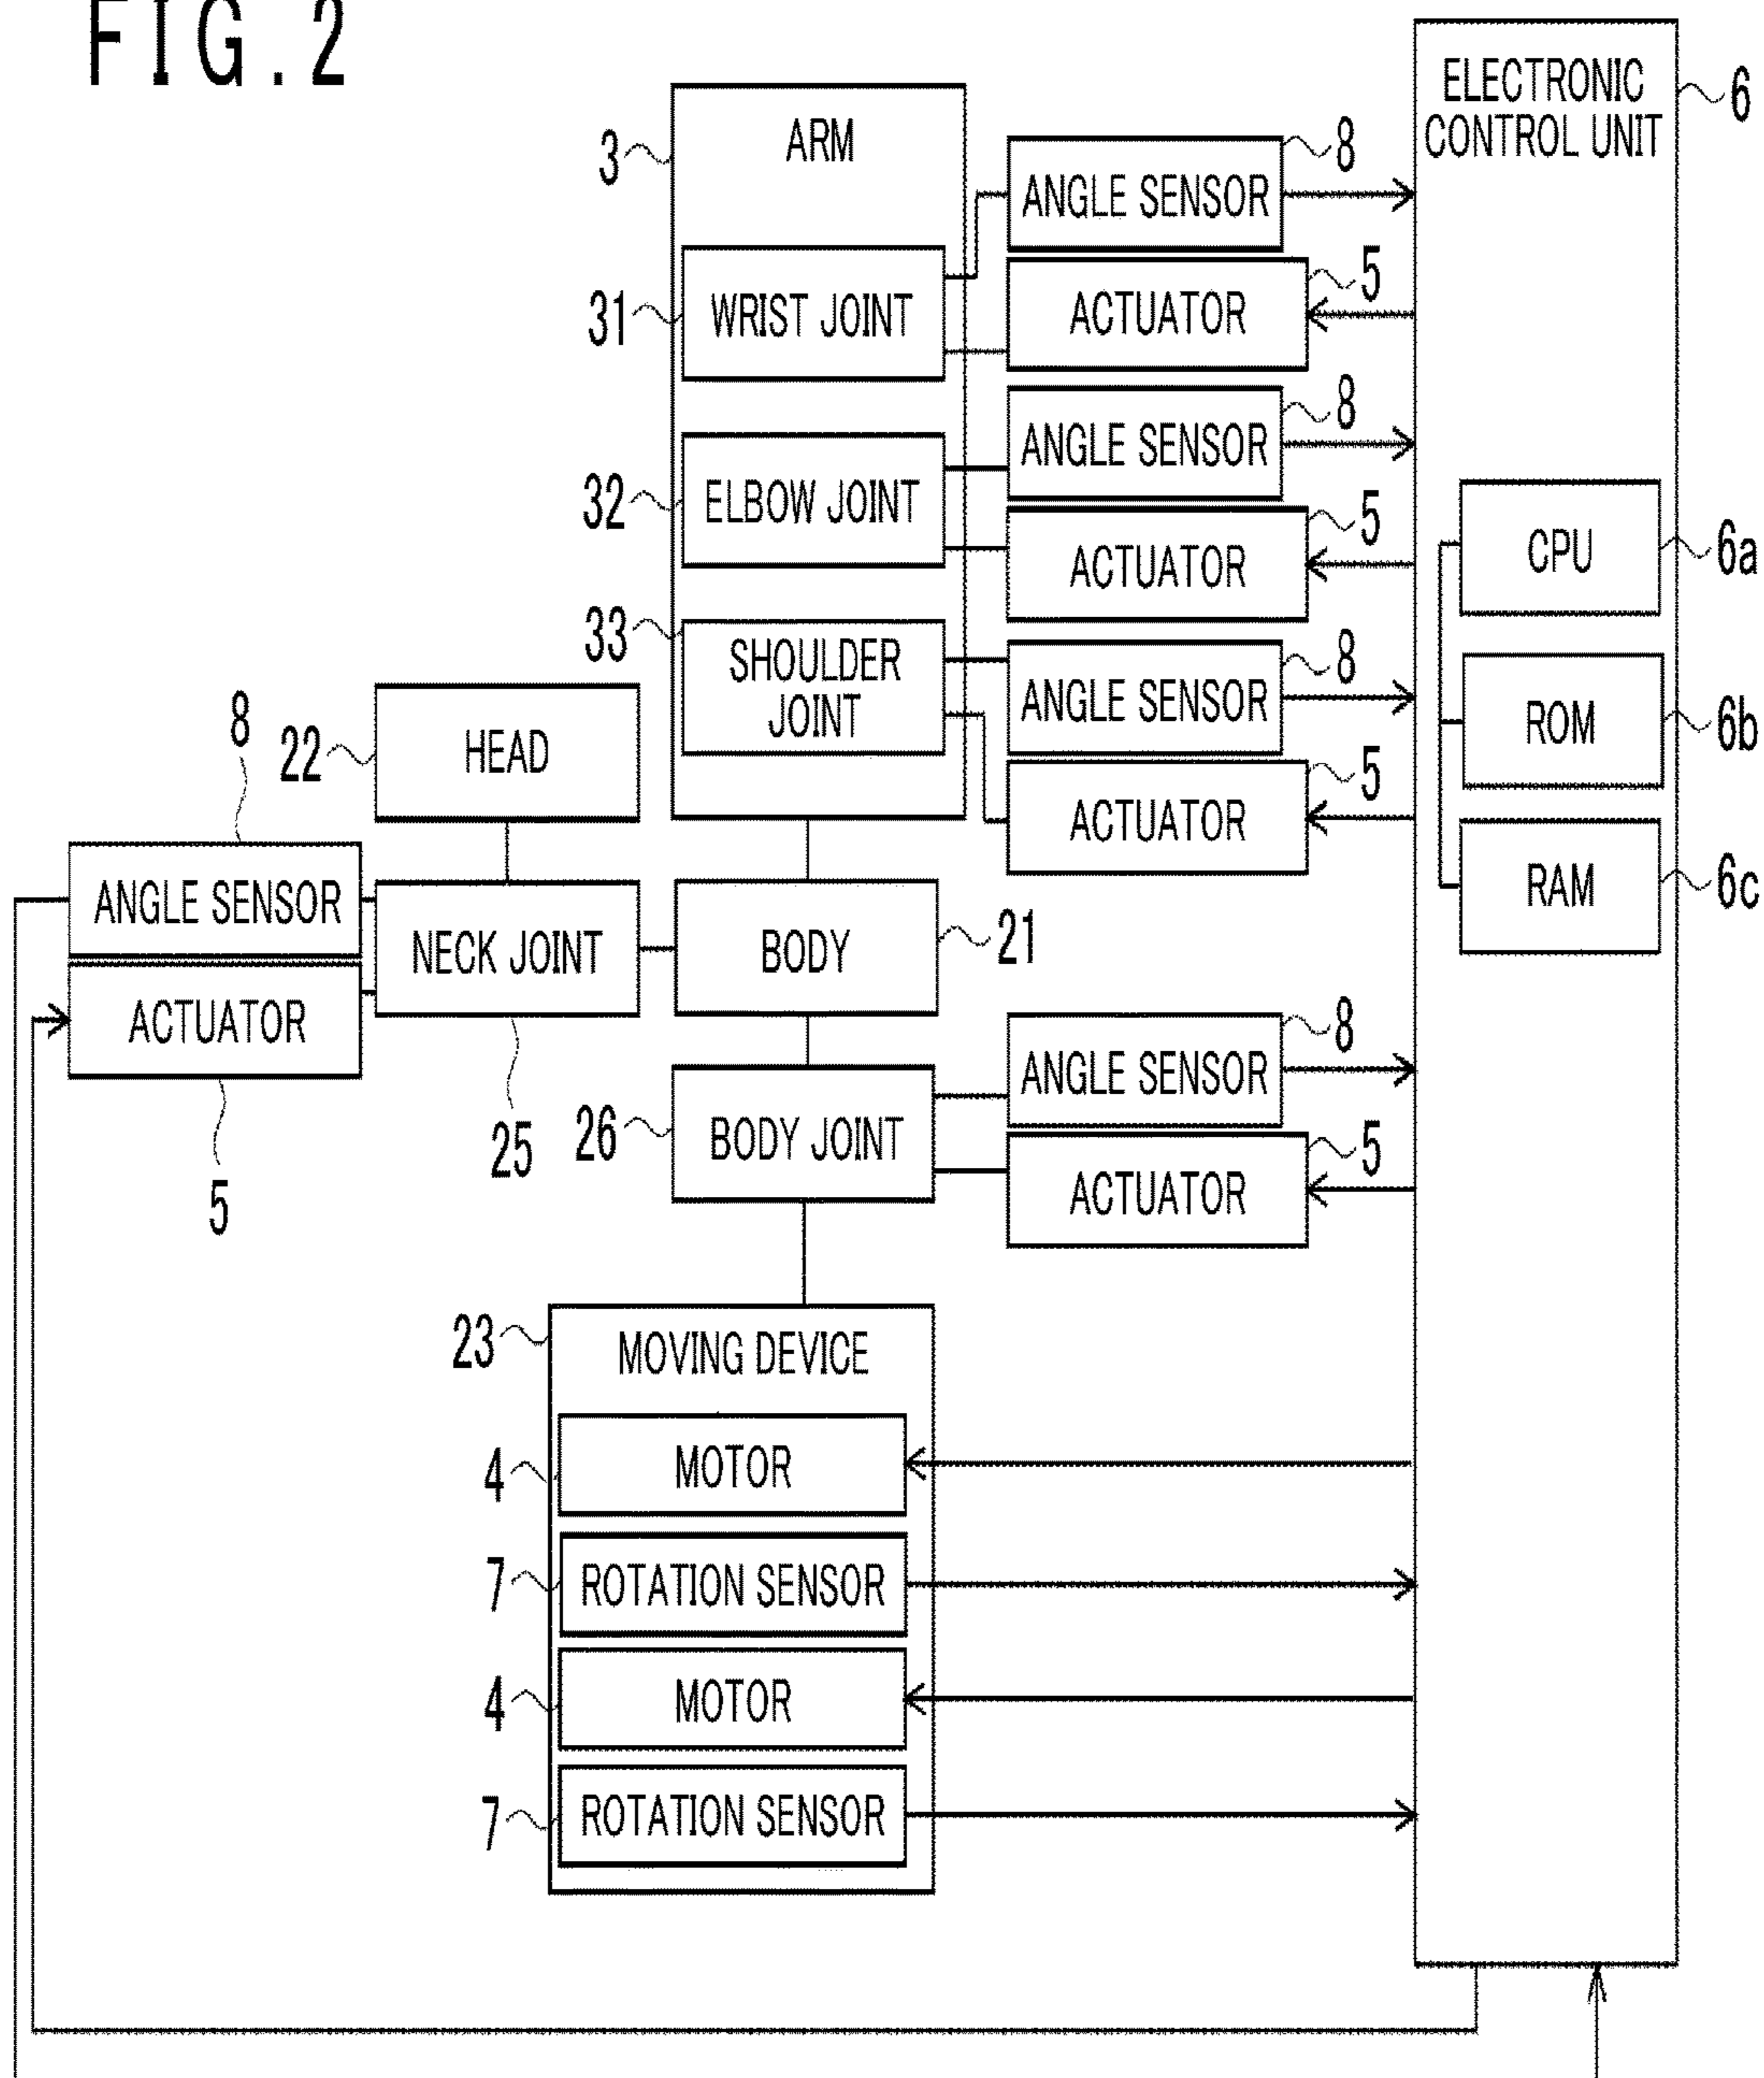 FIG.2
ELECTRONIC
CONTROL UNIT
6
ARM
3
8
ANGLE SENSOR
WRIST JOINT
31
5
ACTUATOR
8
ANGLE SENSOR
ELBOW JOINT
32
5
ACTUATOR
CPU
6a
33
SHOULDER
JOINT
8
ANGLE SENSOR
ROM
6b
HEAD
22
5
ACTUATOR
RAM
6c
8
ANGLE SENSOR
NECK JOINT
BODY
21
ACTUATOR
5
25
8
ANGLE SENSOR
26
BODY JOINT
5
ACTUATOR
23
MOVING DEVICE
4
MOTOR
7
ROTATION SENSOR
4
MOTOR
7
ROTATION SENSOR